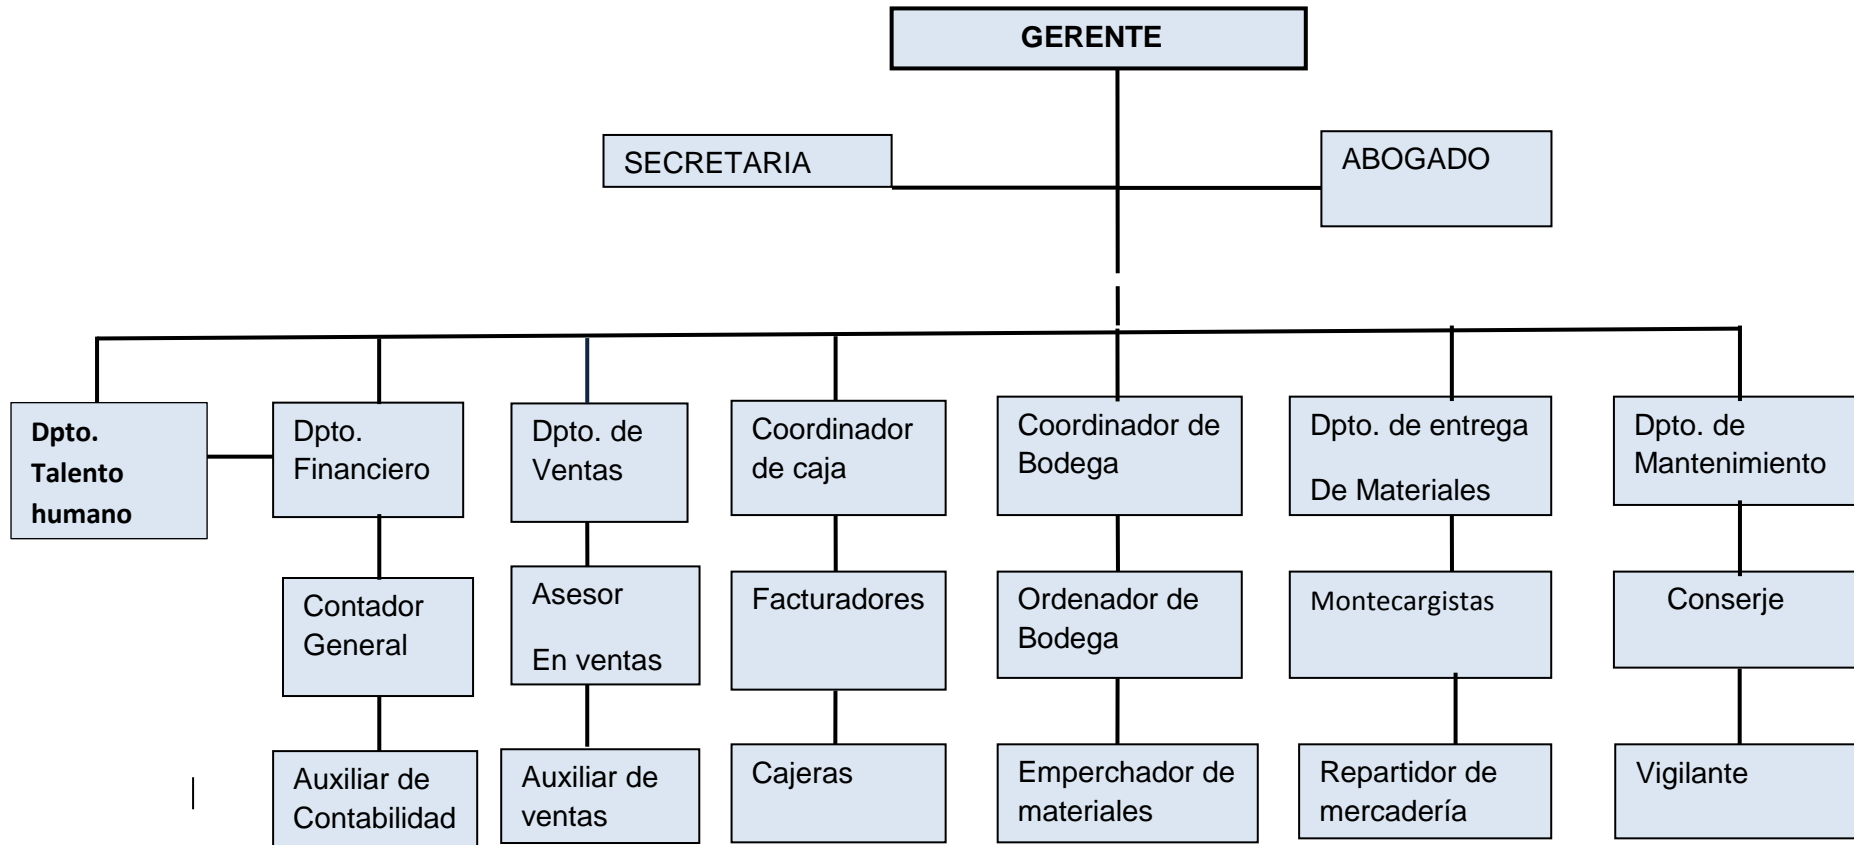 GERENTE
SECRETARIA
ABOGADO
Dpto.
Talento
humano
Dpto.
Financiero
Dpto. de
Ventas
Coordinador
de caja
Coordinador de
Bodega
Dpto. de entrega
De Materiales
Dpto. de
Mantenimiento
Contador
General
Asesor
En ventas
Facturadores
Ordenador de
Bodega
Montecargistas
Conserje
Auxiliar de
Contabilidad
Auxiliar de
ventas
Cajeras
Emperchador de
materiales
Repartidor de
mercadería
Vigilante